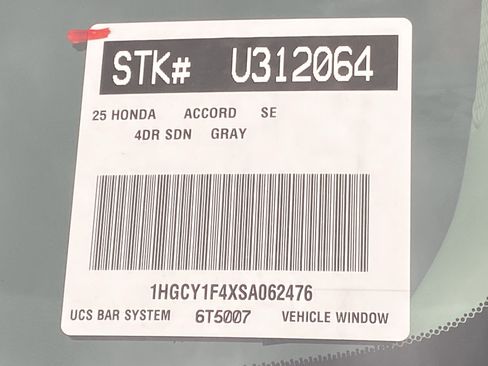 STK# U312064
25 HONDA ACCORD SE
4DR SDN GRAY
1HGCY1F4XSA062476
UCS BAR SYSTEM 6T5007 VEHICLE WINDOW